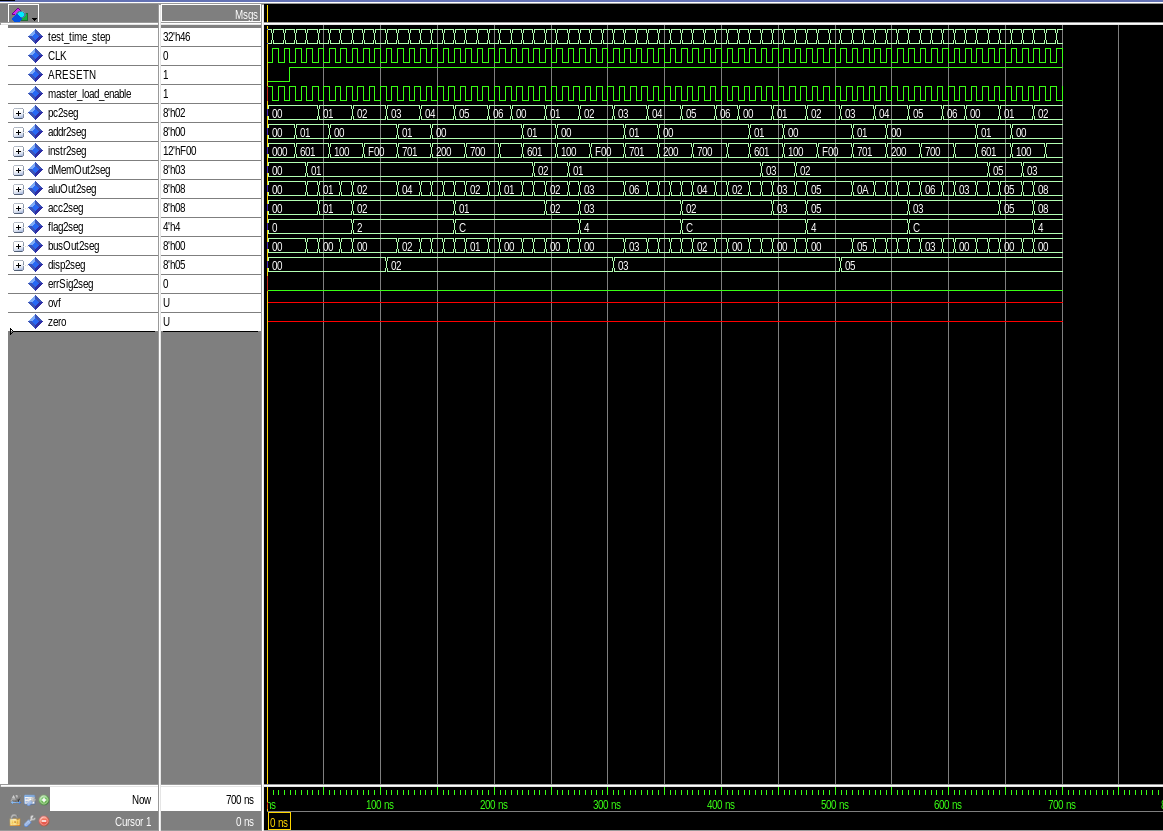 Msgs
test_time_step 32'h46
CLK 0
ARESETN 1
master_load_enable 1
pc2seg 8'h02 00 01 02 03 04 05 06 00 01 02 03 04 05 06 00 01 02 03 04 05 06 00 01 02
addr2seg 8'h00 00 01 00 01 00 01 00 01 00 01 00 01 00 01 00
instr2seg 12'hF00 000 601 100 F00 701 200 700 601 100 F00 701 200 700 601 100 F00 701 200 700 601 100
dMemOut2seg 8'h03 00 01 02 01 03 02 05 03
aluOut2seg 8'h08 00 01 02 04 02 01 02 03 06 04 02 03 05 0A 06 03 05 08
acc2seg 8'h08 00 01 02 01 02 03 02 03 05 03 05 08
flag2seg 4'h4 0 2 C 4 C 4 C 4
busOut2seg 8'h00 00 00 00 02 01 00 00 00 03 02 00 00 00 05 03 00 00 00
disp2seg 8'h05 00 02 03 05
errSig2seg 0
ovf U
zero U
Now 700 ns ns 100 ns 200 ns 300 ns 400 ns 500 ns 600 ns 700 ns
Cursor 1 0 ns 0 ns